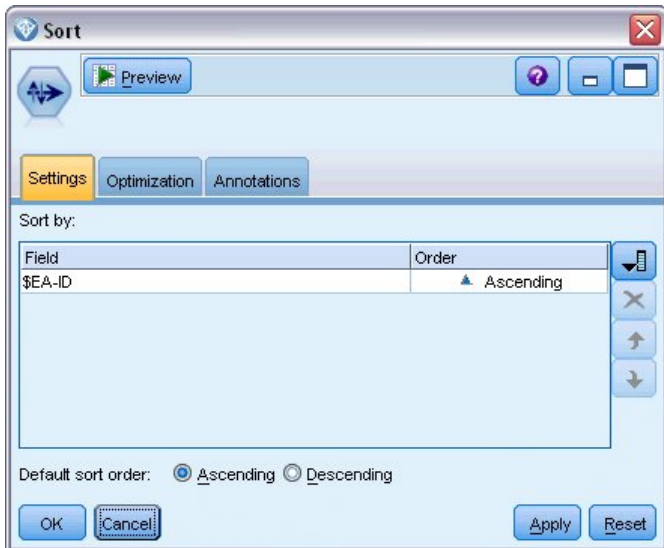 Sort
Preview
Settings Optimization Annotations
Sort by:
Field Order
$EA-ID Ascending
Default sort order: Ascending Descending
OK Cancel Apply Reset